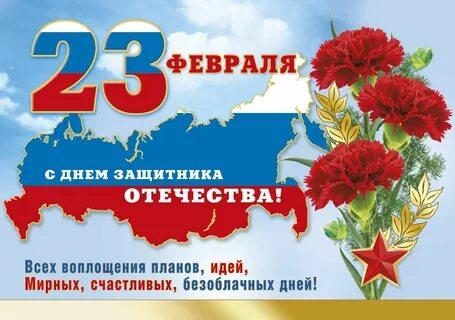 23 ФЕВРАЛЯ
С ДНЕМ ЗАЩИТНИКА
ОТЕЧЕСТВА!
Всех воплощения планов, идей,
Мирных, счастливых, безоблачных дней!